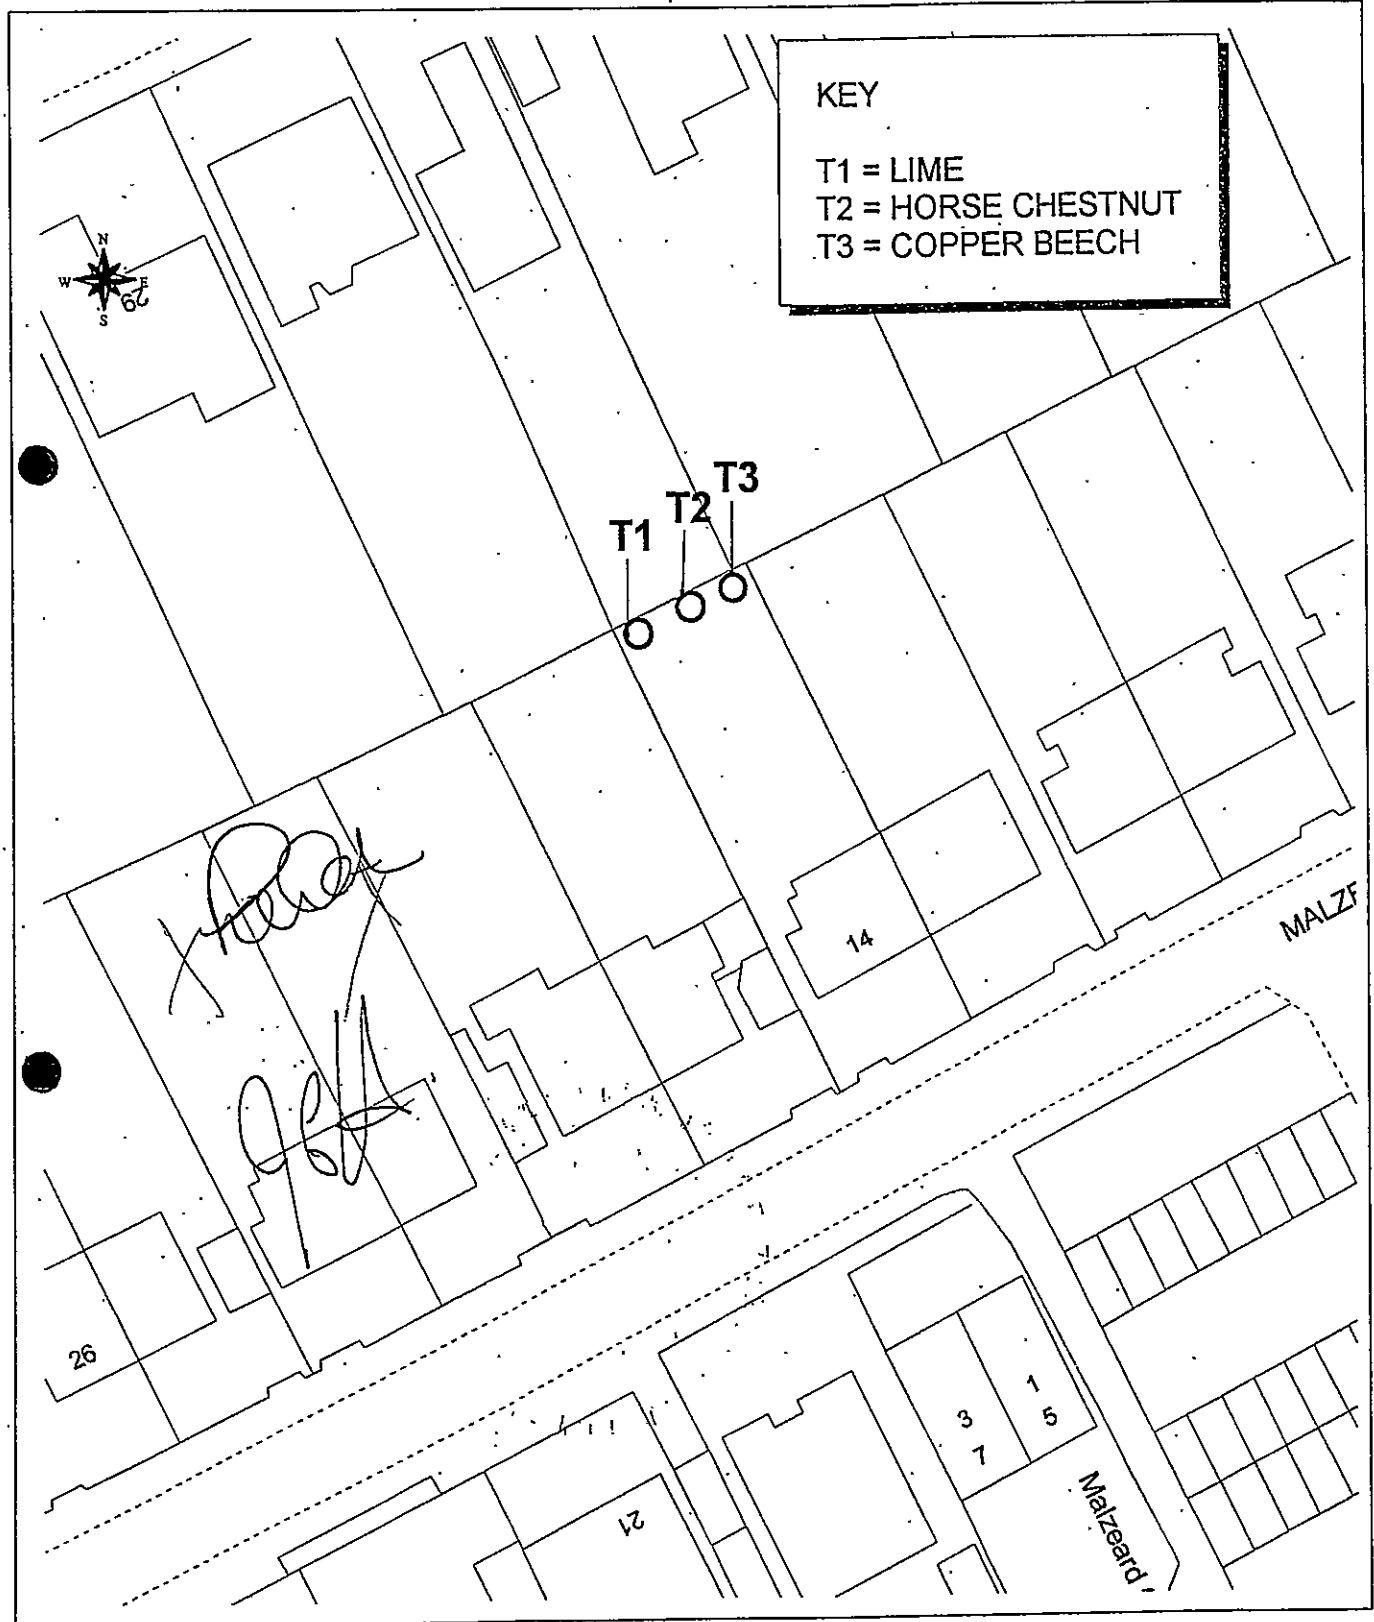 KEY
T1 = LIME
T2 = HORSE CHESTNUT
T3 = COPPER BEECH
N
W E
S
29
T1
T2
T3
14
MALZE
26
1
3
5
7
21
Malzeard